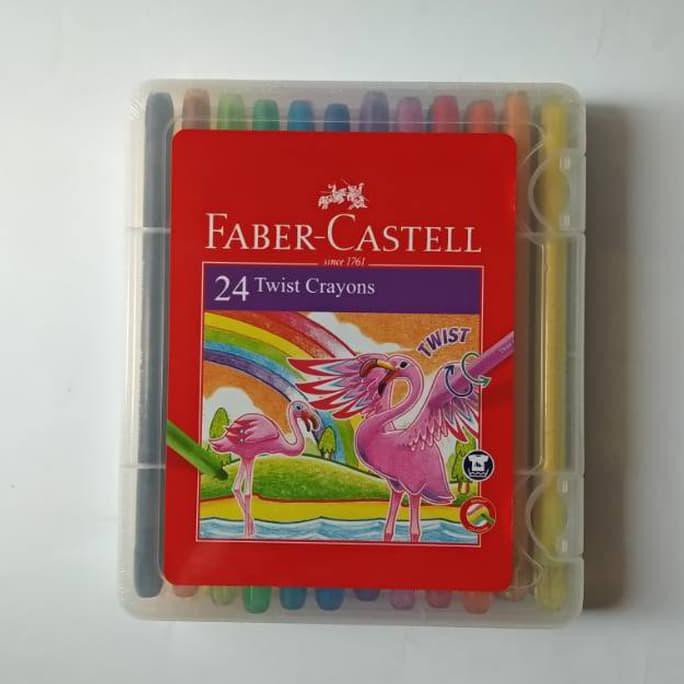 FABER-CASTELL
since 1761
24 Twist Crayons
TWIST